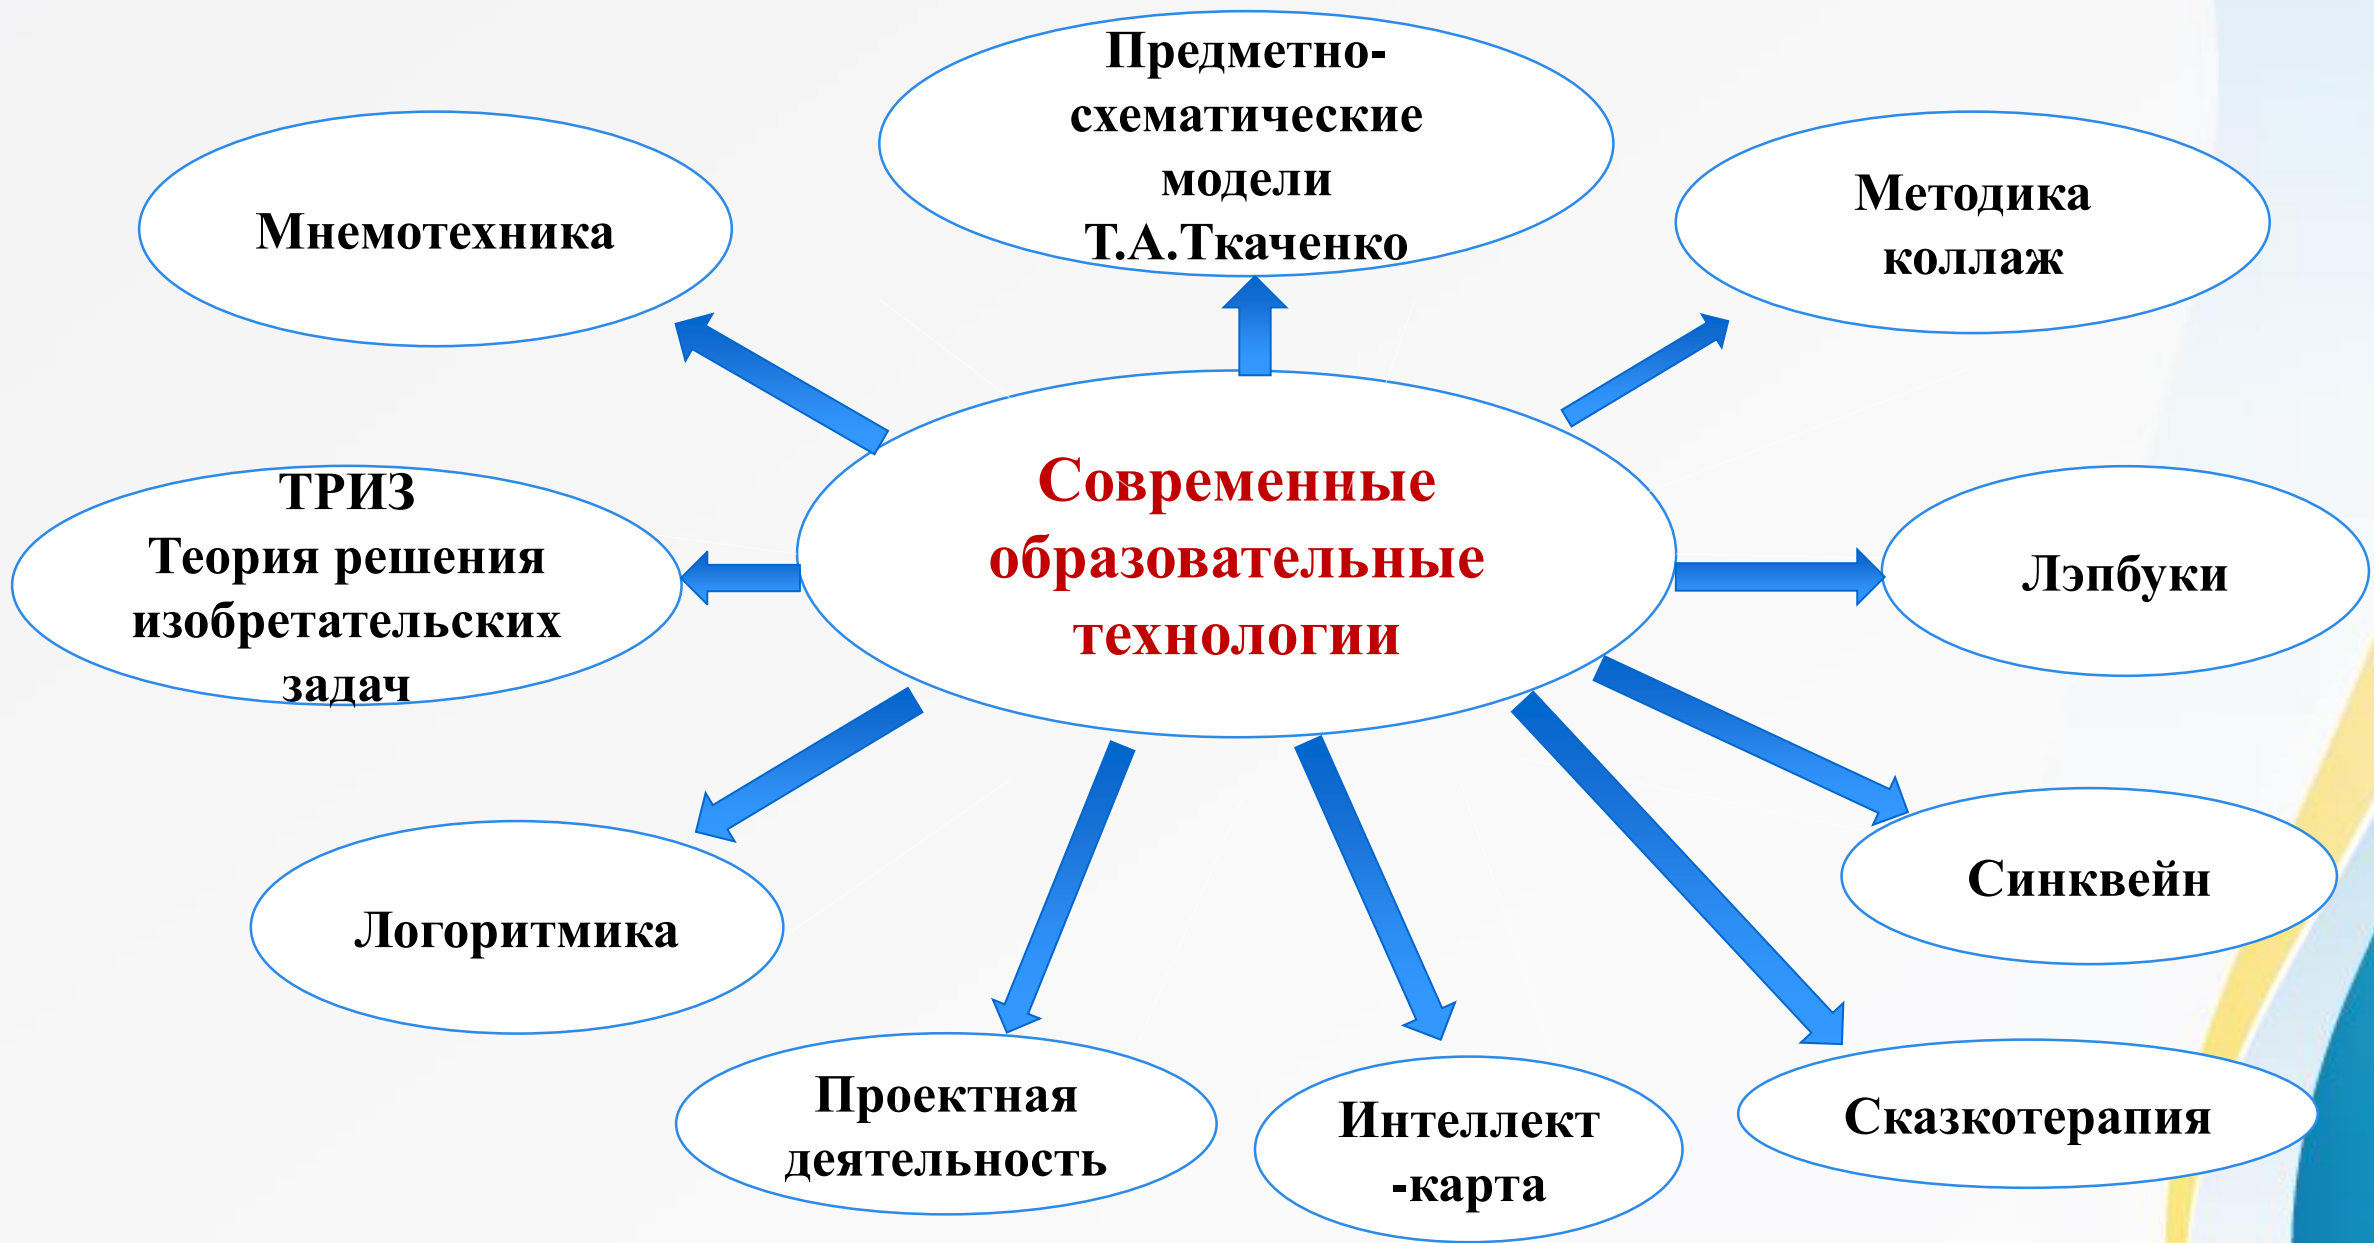 Предметно-
схематические
модели
Т.А.Ткаченко
Мнемотехника
Методика
коллаж
Современные
образовательные
технологии
ТРИЗ
Теория решения
изобретательских
задач
Лэпбуки
Логоритмика
Синквейн
Проектная
деятельность
Интеллект
-карта
Сказкотерапия